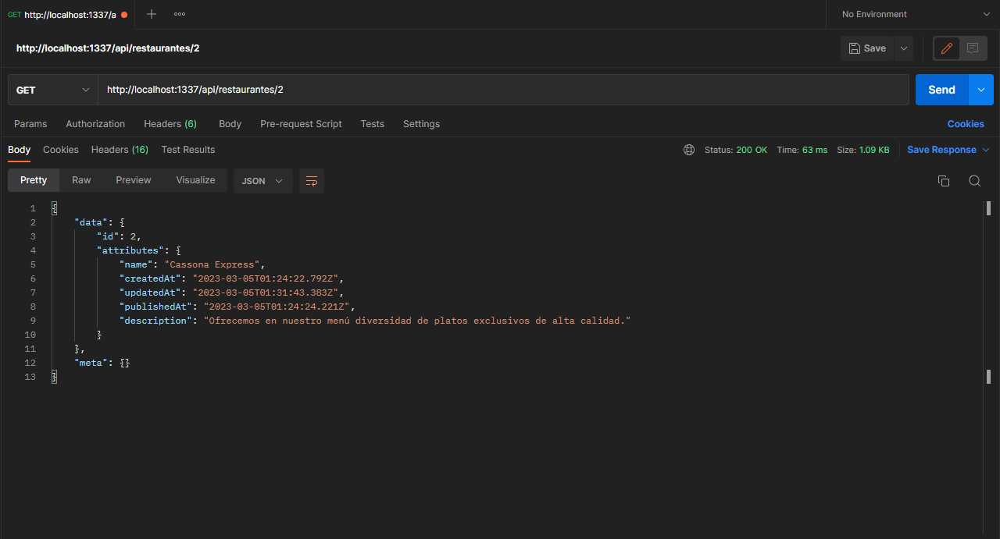 GET http://localhost:1337/a
No Environment
http://localhost:1337/api/restaurantes/2
Save
GET http://localhost:1337/api/restaurantes/2 Send
Params Authorization Headers (6) Body Pre-request Script Tests Settings Cookies
Body Cookies Headers (16) Test Results Status: 200 OK Time: 63 ms Size: 1.09 KB Save Response
Pretty Raw Preview Visualize JSON
1 {
2 "data": {
3 "id": 2,
4 "attributes": {
5 "name": "Cassona Express",
6 "createdAt": "2023-03-05T01:24:22.792Z",
7 "updatedAt": "2023-03-05T01:31:43.383Z",
8 "publishedAt": "2023-03-05T01:24:24.221Z",
9 "description": "Ofrecemos en nuestro menú diversidad de platos exclusivos de alta calidad."
10 }
11 },
12 "meta": {}
13 }